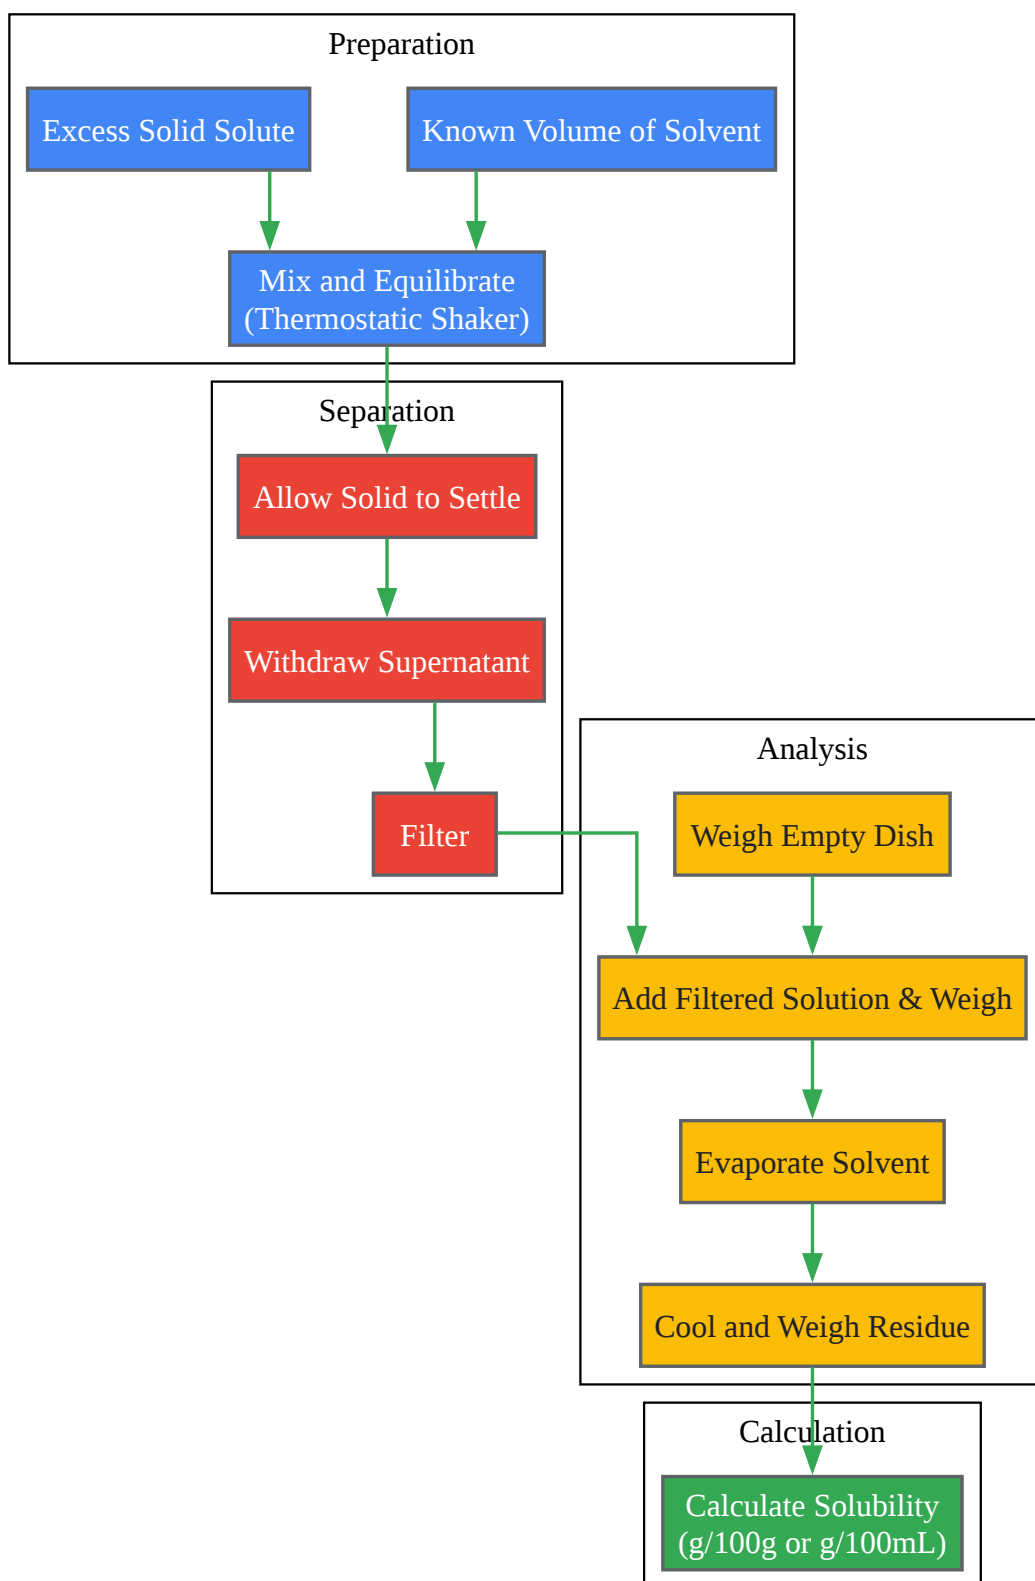 Preparation
Excess Solid Solute
Known Volume of Solvent
Mix and Equilibrate
(Thermostatic Shaker)
Separation
Allow Solid to Settle
Withdraw Supernatant
Filter
Analysis
Weigh Empty Dish
Add Filtered Solution & Weigh
Evaporate Solvent
Cool and Weigh Residue
Calculation
Calculate Solubility
(g/100g or g/100mL)